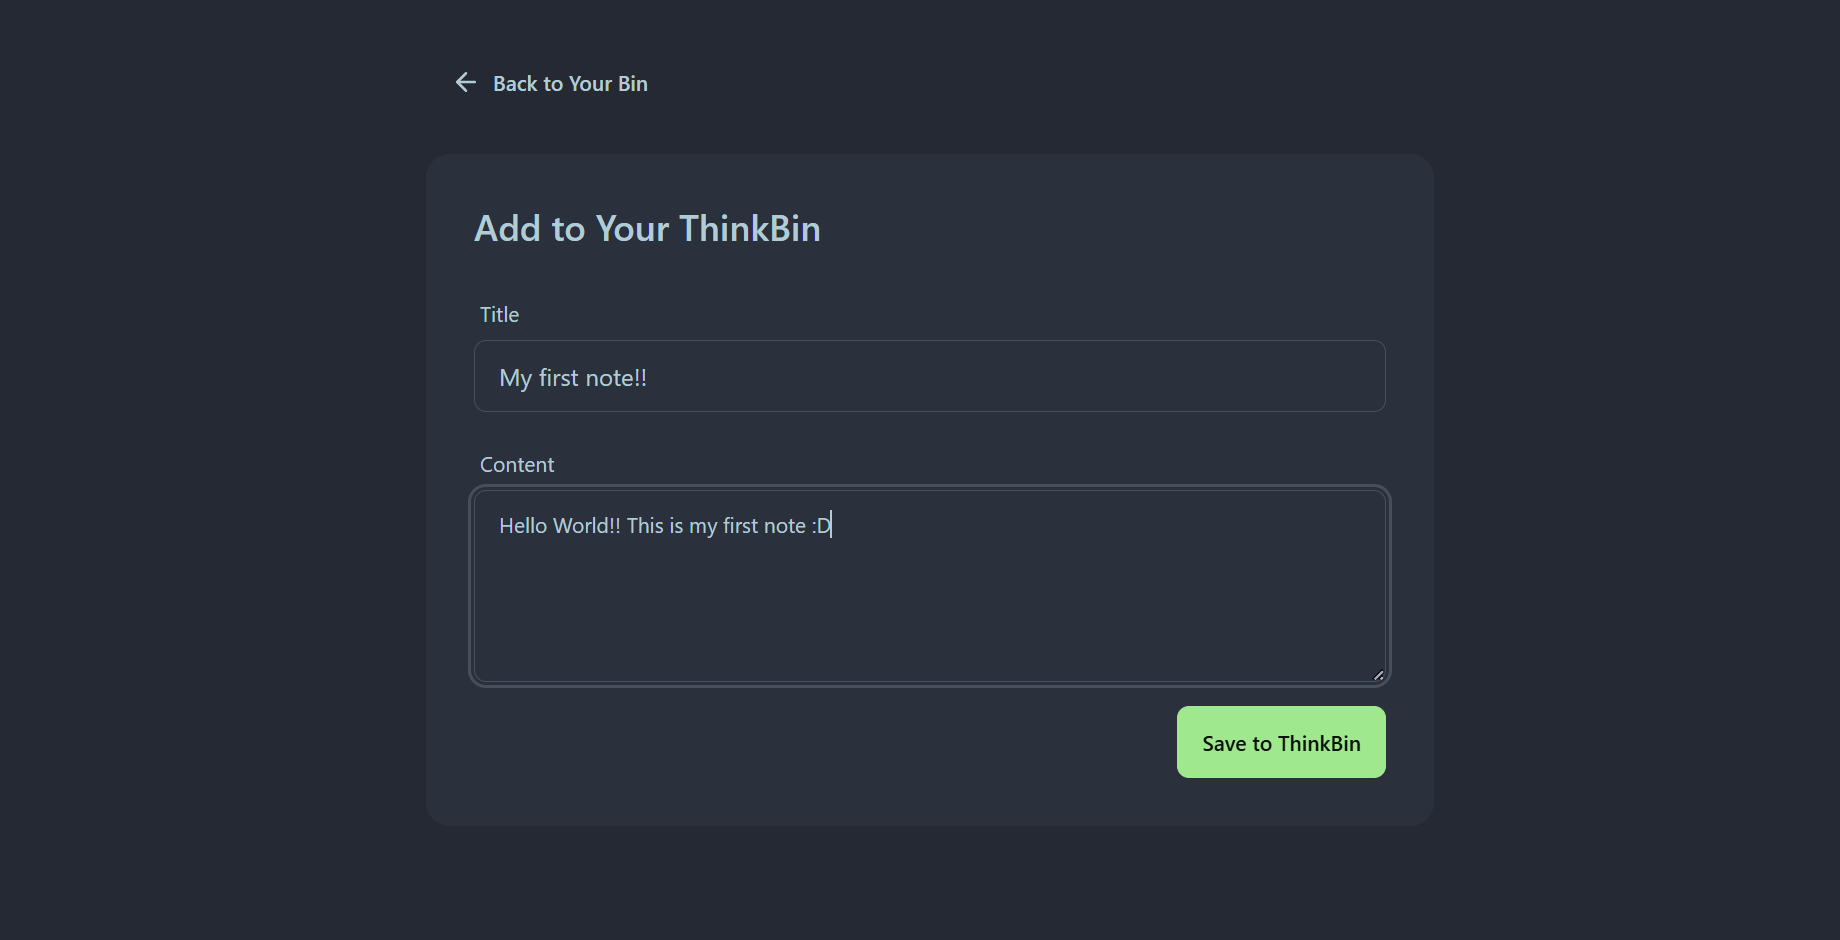 Back to Your Bin
Add to Your ThinkBin
Title
My first note!!
Content
Hello World!! This is my first note :D
Save to ThinkBin